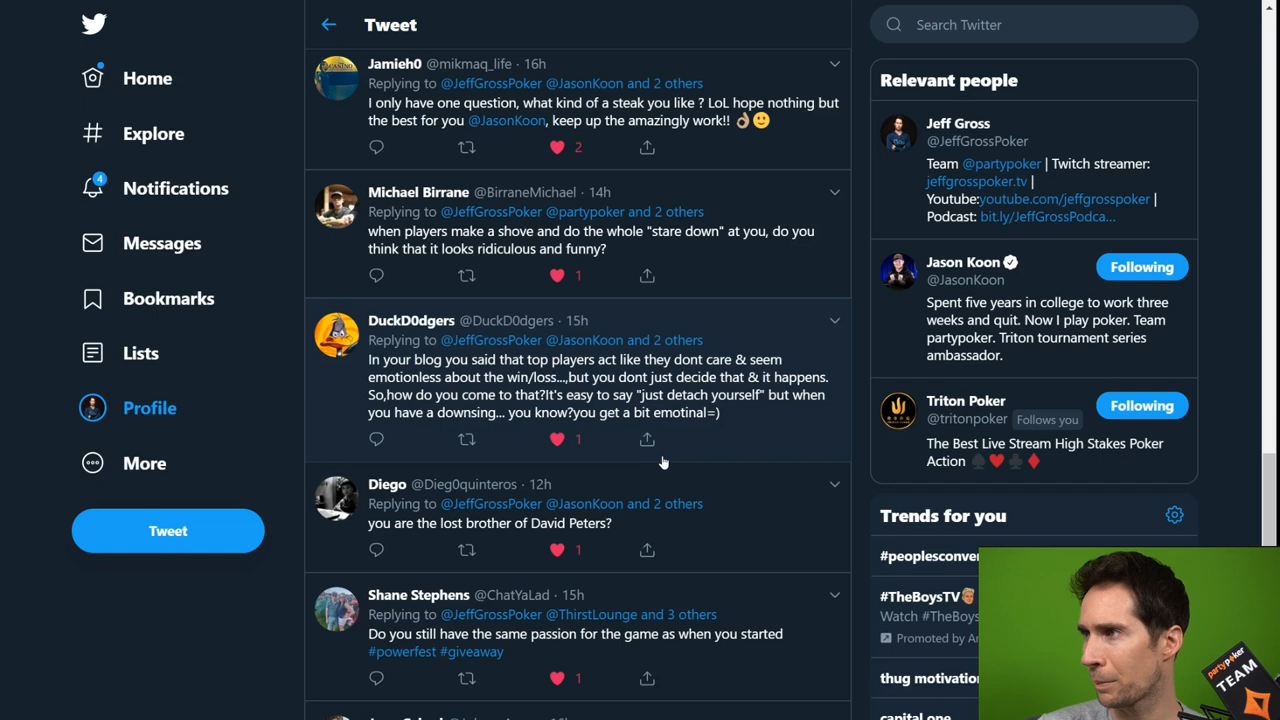 Home
Explore
4
Notifications
Messages
Bookmarks
Lists
Profile
More
Tweet
Tweet
Jamieh0 @mikmaq_life · 16h
Replying to @JeffGrossPoker @JasonKoon and 2 others
I only have one question, what kind of a steak you like ? LoL hope nothing but
the best for you @JasonKoon, keep up the amazingly work!! 👌🏼🙂
2
Michael Birrane @BirraneMichael · 14h
Replying to @JeffGrossPoker @partypoker and 2 others
when players make a shove and do the whole "stare down" at you, do you
think that it looks ridiculous and funny?
1
DuckD0dgers @DuckD0dgers · 15h
Replying to @JeffGrossPoker @JasonKoon and 2 others
In your blog you said that top players act like they dont care & seem
emotionless about the win/loss...,but you dont just decide that & it happens.
So,how do you come to that?It's easy to say "just detach yourself" but when
you have a downsing... you know?you get a bit emotinal=)
1
Diego @Dieg0quinteros · 12h
Replying to @JeffGrossPoker @JasonKoon and 2 others
you are the lost brother of David Peters?
1
Shane Stephens @ChatYaLad · 15h
Replying to @JeffGrossPoker @ThirstLounge and 3 others
Do you still have the same passion for the game as when you started
#powerfest #giveaway
1
Search Twitter
Relevant people
Jeff Gross
@JeffGrossPoker
Team @partypoker | Twitch streamer:
jeffgrosspoker.tv |
Youtube:youtube.com/jeffgrosspoker |
Podcast: bit.ly/JeffGrossPodca...
Jason Koon
@JasonKoon
Following
Spent five years in college to work three
weeks and quit. Now I play poker. Team
partypoker. Triton tournament series
ambassador.
Triton Poker
@tritonpoker Follows you
Following
The Best Live Stream High Stakes Poker
Action ♠️♥️♣️♦️
Trends for you
#peoplesconver
#TheBoysTV
Watch #TheBoys
Promoted by Am
thug motivation
capital one
partypoker
TEAM